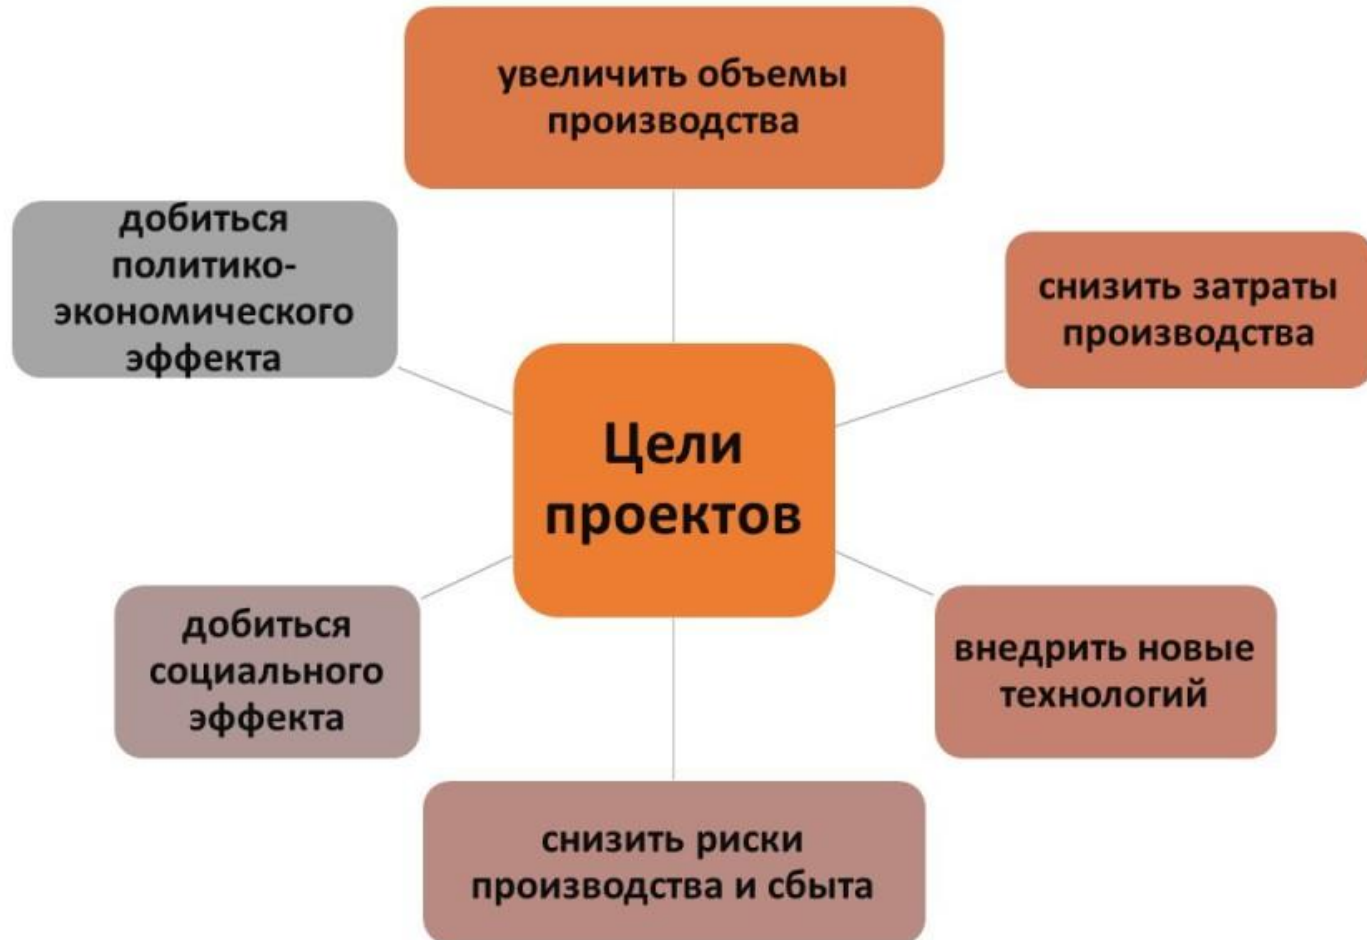 увеличить объемы
производства
добиться
политико-
экономического
эффекта
снизить затраты
производства
Цели
проектов
добиться
социального
эффекта
внедрить новые
технологий
снизить риски
производства и сбыта